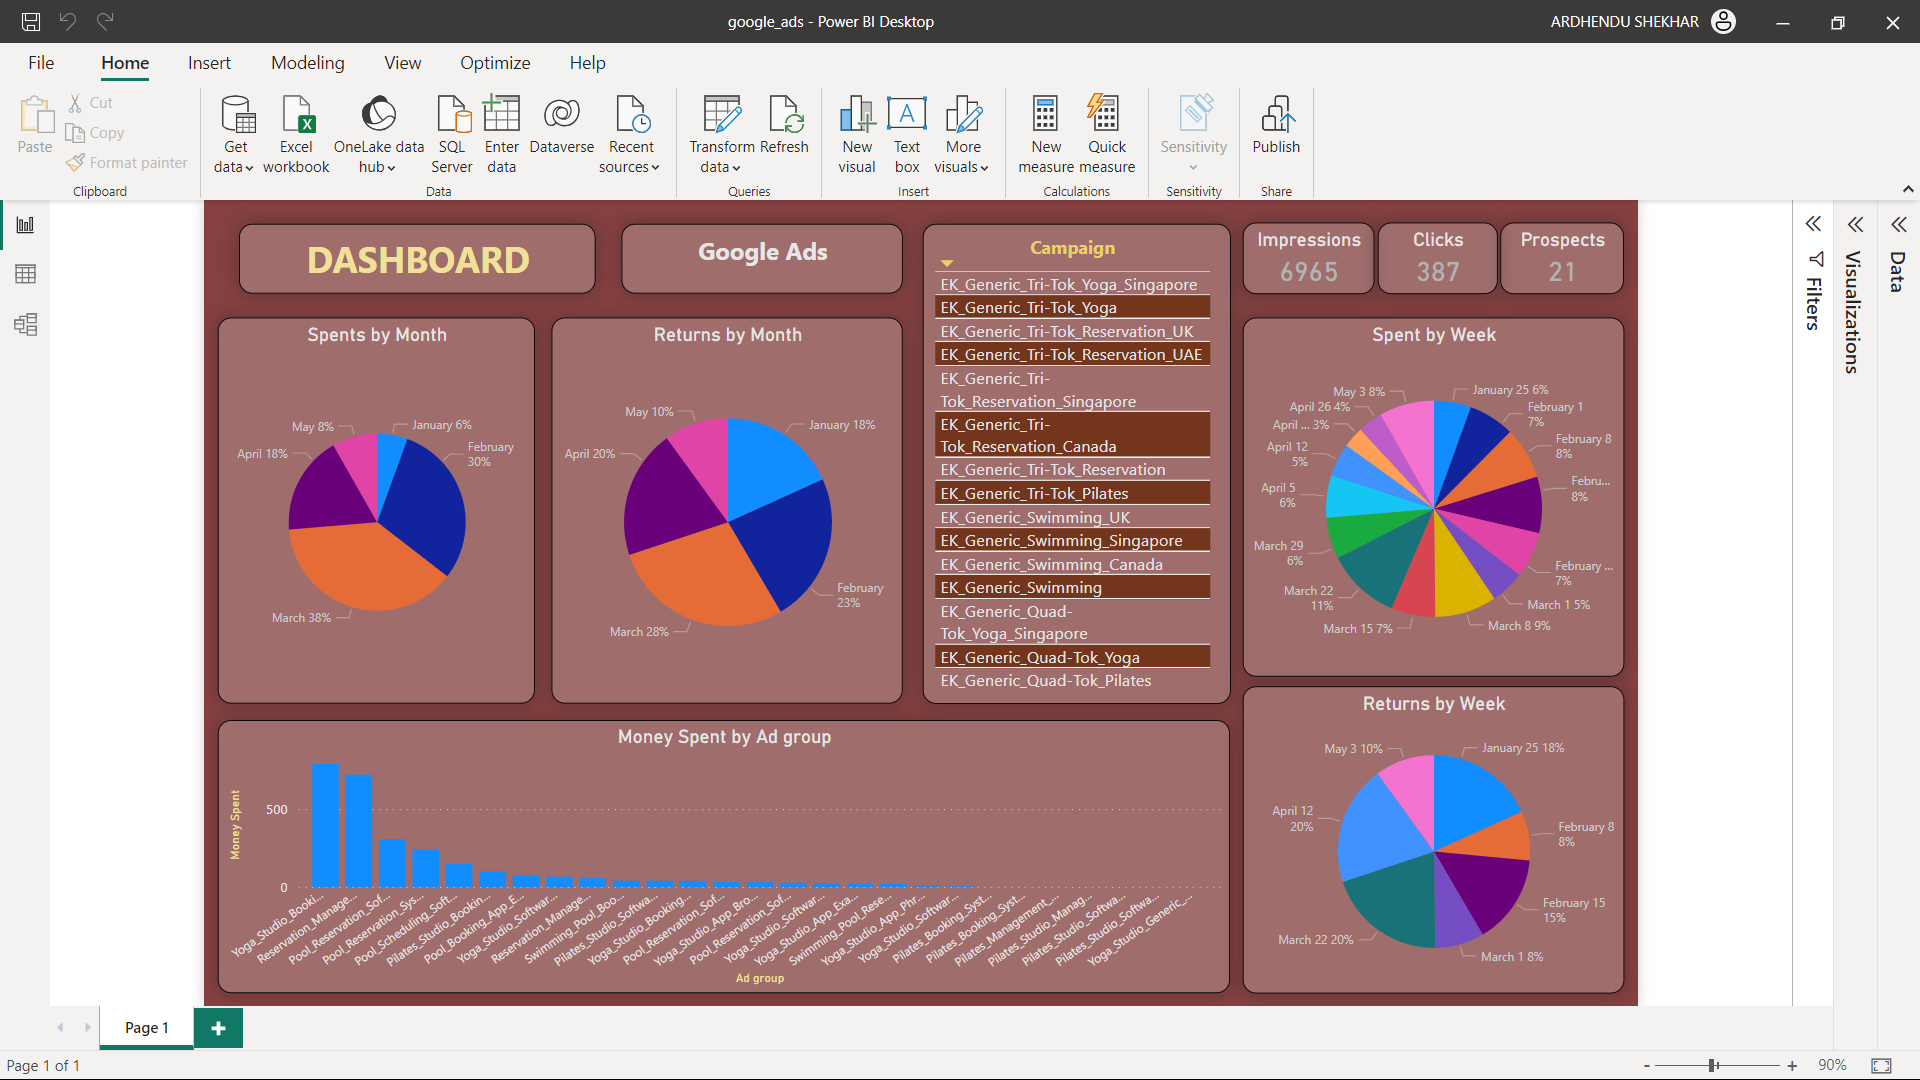 google_ads - Power BI Desktop
ARDHENDU SHEKHAR
File
Home
Insert
Modeling
View
Optimize
Help
Paste
Cut
Copy
Format painter
Clipboard
Get
data
Excel
workbook
OneLake data
hub
SQL
Server
Enter
data
Dataverse
Recent
sources
Data
Transform
data
Refresh
Queries
New
visual
A
Text
box
More
visuals
Insert
New
measure
Quick
measure
Calculations
Sensitivity
Sensitivity
Publish
Share
DASHBOARD
Google Ads
Campaign
EK_Generic_Tri-Tok_Yoga_Singapore
EK_Generic_Tri-Tok_Yoga
EK_Generic_Tri-Tok_Reservation_UK
EK_Generic_Tri-Tok_Reservation_UAE
EK_Generic_Tri-
Tok_Reservation_Singapore
EK_Generic_Tri-
Tok_Reservation_Canada
EK_Generic_Tri-Tok_Reservation
EK_Generic_Tri-Tok_Pilates
EK_Generic_Swimming_UK
EK_Generic_Swimming_Singapore
EK_Generic_Swimming_Canada
EK_Generic_Swimming
EK_Generic_Quad-
Tok_Yoga_Singapore
EK_Generic_Quad-Tok_Yoga
EK_Generic_Quad-Tok_Pilates
Impressions
6965
Clicks
387
Prospects
21
Filters
Visualizations
Data
Spents by Month
January 6%
February
30%
March 38%
April 18%
May 8%
Returns by Month
January 18%
February
23%
March 28%
April 20%
May 10%
Spent by Week
January 25 6%
February 1
7%
February 8
8%
Febru...
8%
February ...
7%
March 1 5%
March 8 9%
March 15 7%
March 22
11%
March 29
6%
April 5
6%
April 12
5%
April ... 3%
April 26 4%
May 3 8%
Money Spent by Ad group
Money Spent
500
0
Yoga_Studio_Booki...
Reservation_Manage...
Pool_Reservation_Sof...
Pool_Reservation_Sys...
Pool_Scheduling_Soft...
Pilates_Studio_Bookin...
Pool_Booking_App_E...
Yoga_Studio_Softwar...
Reservation_Manage...
Swimming_Pool_Boo...
Pilates_Studio_Softwa...
Yoga_Studio_Booking...
Pool_Reservation_Sof...
Yoga_Studio_App_Bro...
Pool_Reservation_Sof...
Yoga_Studio_Softwar...
Yoga_Studio_App_Exa...
Swimming_Pool_Rese...
Yoga_Studio_App_Phr...
Yoga_Studio_Softwar...
Pilates_Booking_Syst...
Pilates_Booking_Syst...
Pilates_Management_...
Pilates_Studio_Manag...
Pilates_Studio_Softwa...
Pilates_Studio_Softwa...
Yoga_Studio_Generic_...
Ad group
Returns by Week
January 25 18%
February 8
8%
February 15
15%
March 1 8%
March 22 20%
April 12
20%
May 3 10%
Page 1
Page 1 of 1
90%